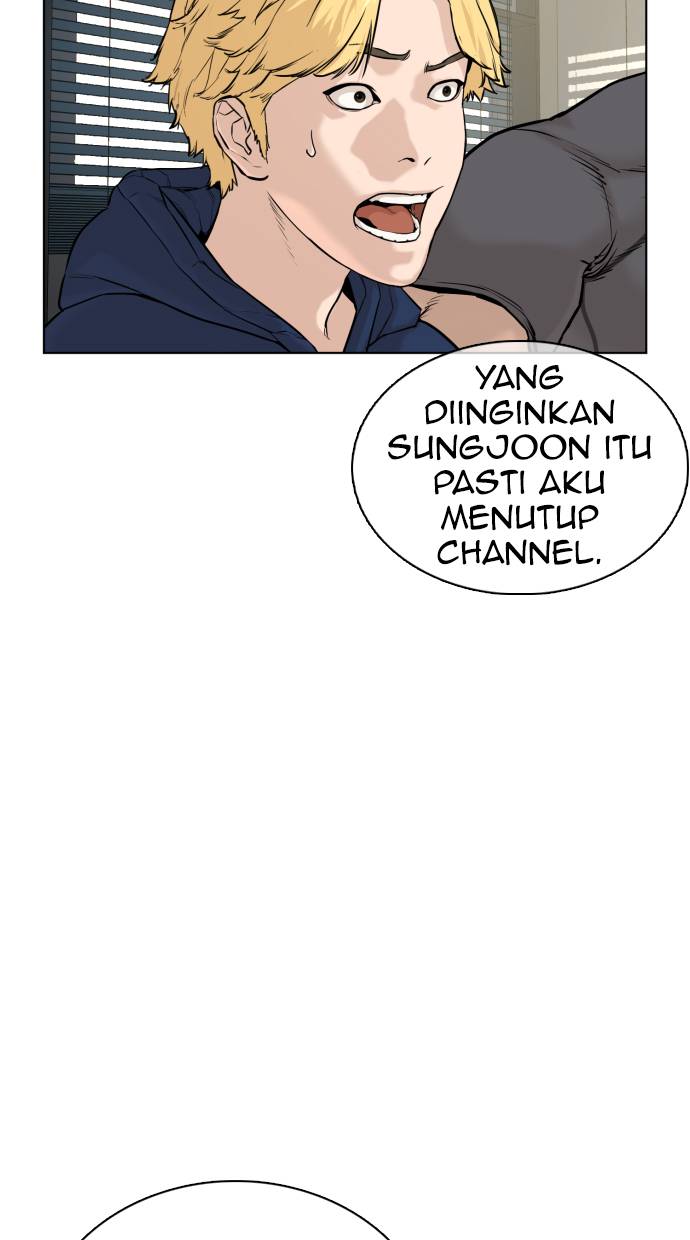 YANG
DIINGINKAN
SUNGJOON ITU
PASTI AKU
MENUTUP
CHANNEL.